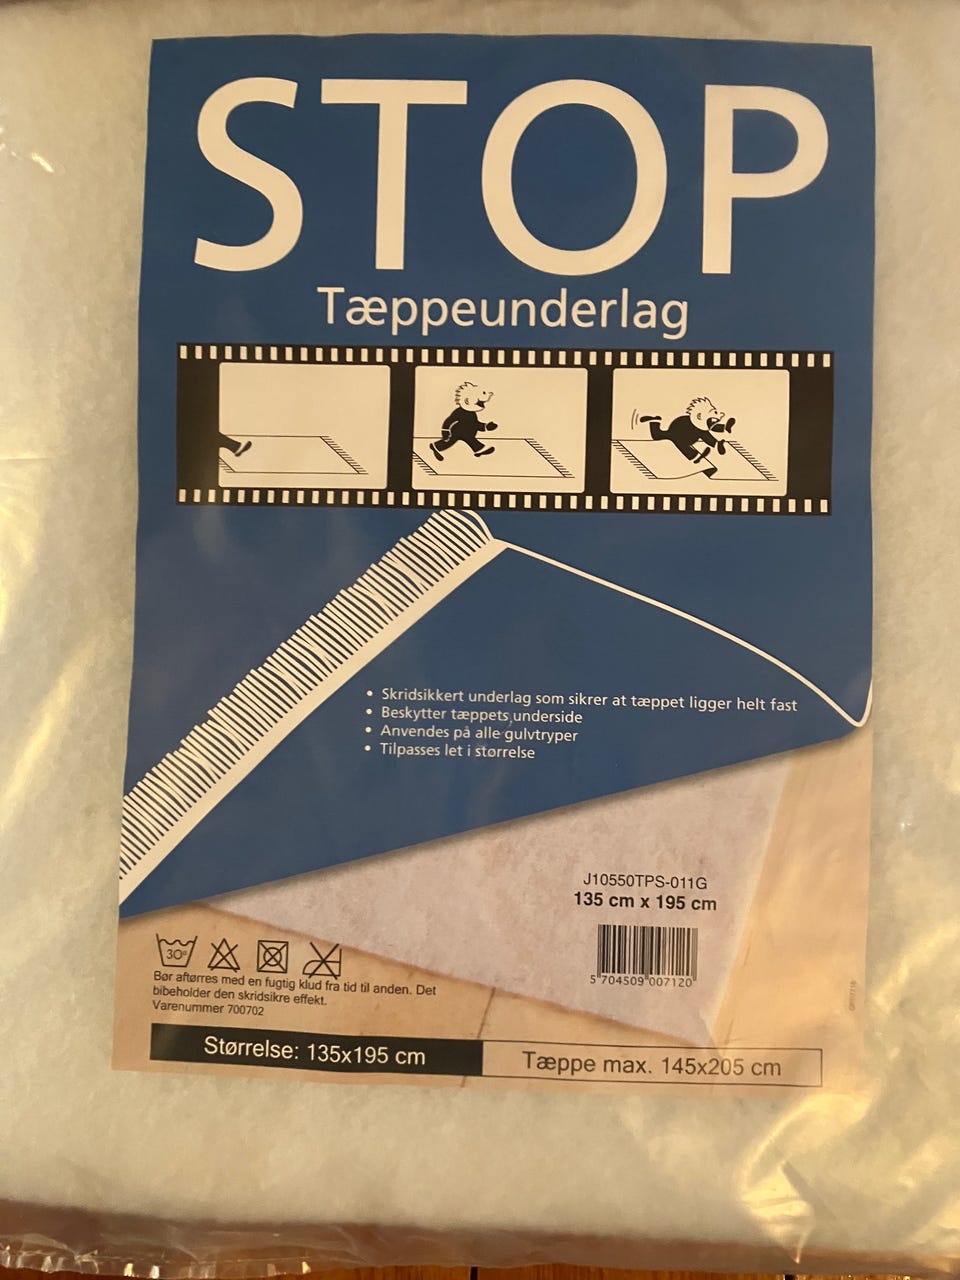 STOP
Tæppeunderlag
• Skridsikkert underlag som sikrer at tæppet ligger helt fast
• Beskytter tæppets underside
• Anvendes på alle gulvtryper
• Tilpasses let i størrelse
J10550TPS-011G
135 cm x 195 cm
5 704509 007120
30°
Bør aftørres med en fugtig klud fra tid til anden. Det
bibeholder den skridsikre effekt.
Varenummer 700702
Størrelse: 135x195 cm
Tæppe max. 145x205 cm